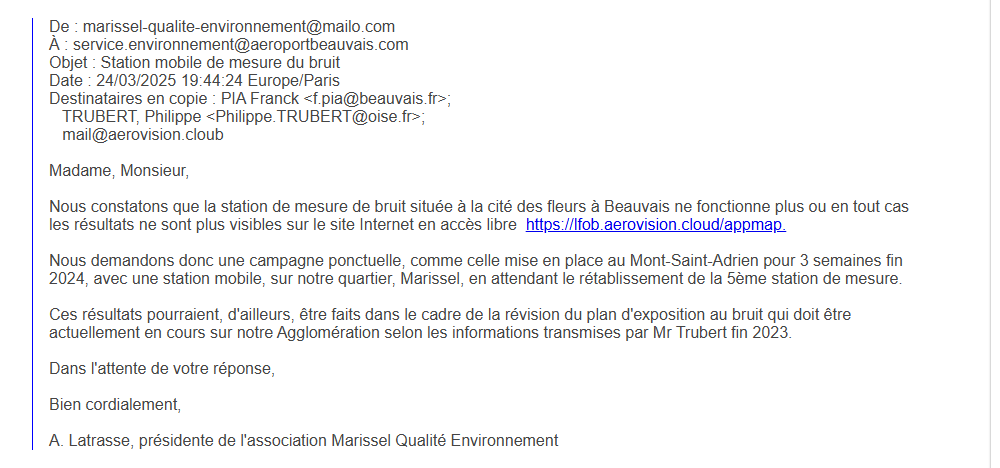 De : marissel-qualite-environnement@mailo.com
À : service.environnement@aeroportbeauvais.com
Objet : Station mobile de mesure du bruit
Date : 24/03/2025 19:44:24 Europe/Paris
Destinataires en copie : PIA Franck <f.pia@beauvais.fr>;
TRUBERT, Philippe <Philippe.TRUBERT@oise.fr>;
mail@aerovision.cloub
Madame, Monsieur,
Nous constatons que la station de mesure de bruit située à la cité des fleurs à Beauvais ne fonctionne plus ou en tout cas
les résultats ne sont plus visibles sur le site Internet en accès libre  https://lfob.aerovision.cloud/appmap.
Nous demandons donc une campagne ponctuelle, comme celle mise en place au Mont-Saint-Adrien pour 3 semaines fin
2024, avec une station mobile, sur notre quartier, Marissel, en attendant le rétablissement de la 5ème station de mesure.
Ces résultats pourraient, d'ailleurs, être faits dans le cadre de la révision du plan d'exposition au bruit qui doit être
actuellement en cours sur notre Agglomération selon les informations transmises par Mr Trubert fin 2023.
Dans l'attente de votre réponse,
Bien cordialement,
A. Latrasse, présidente de l'association Marissel Qualité Environnement